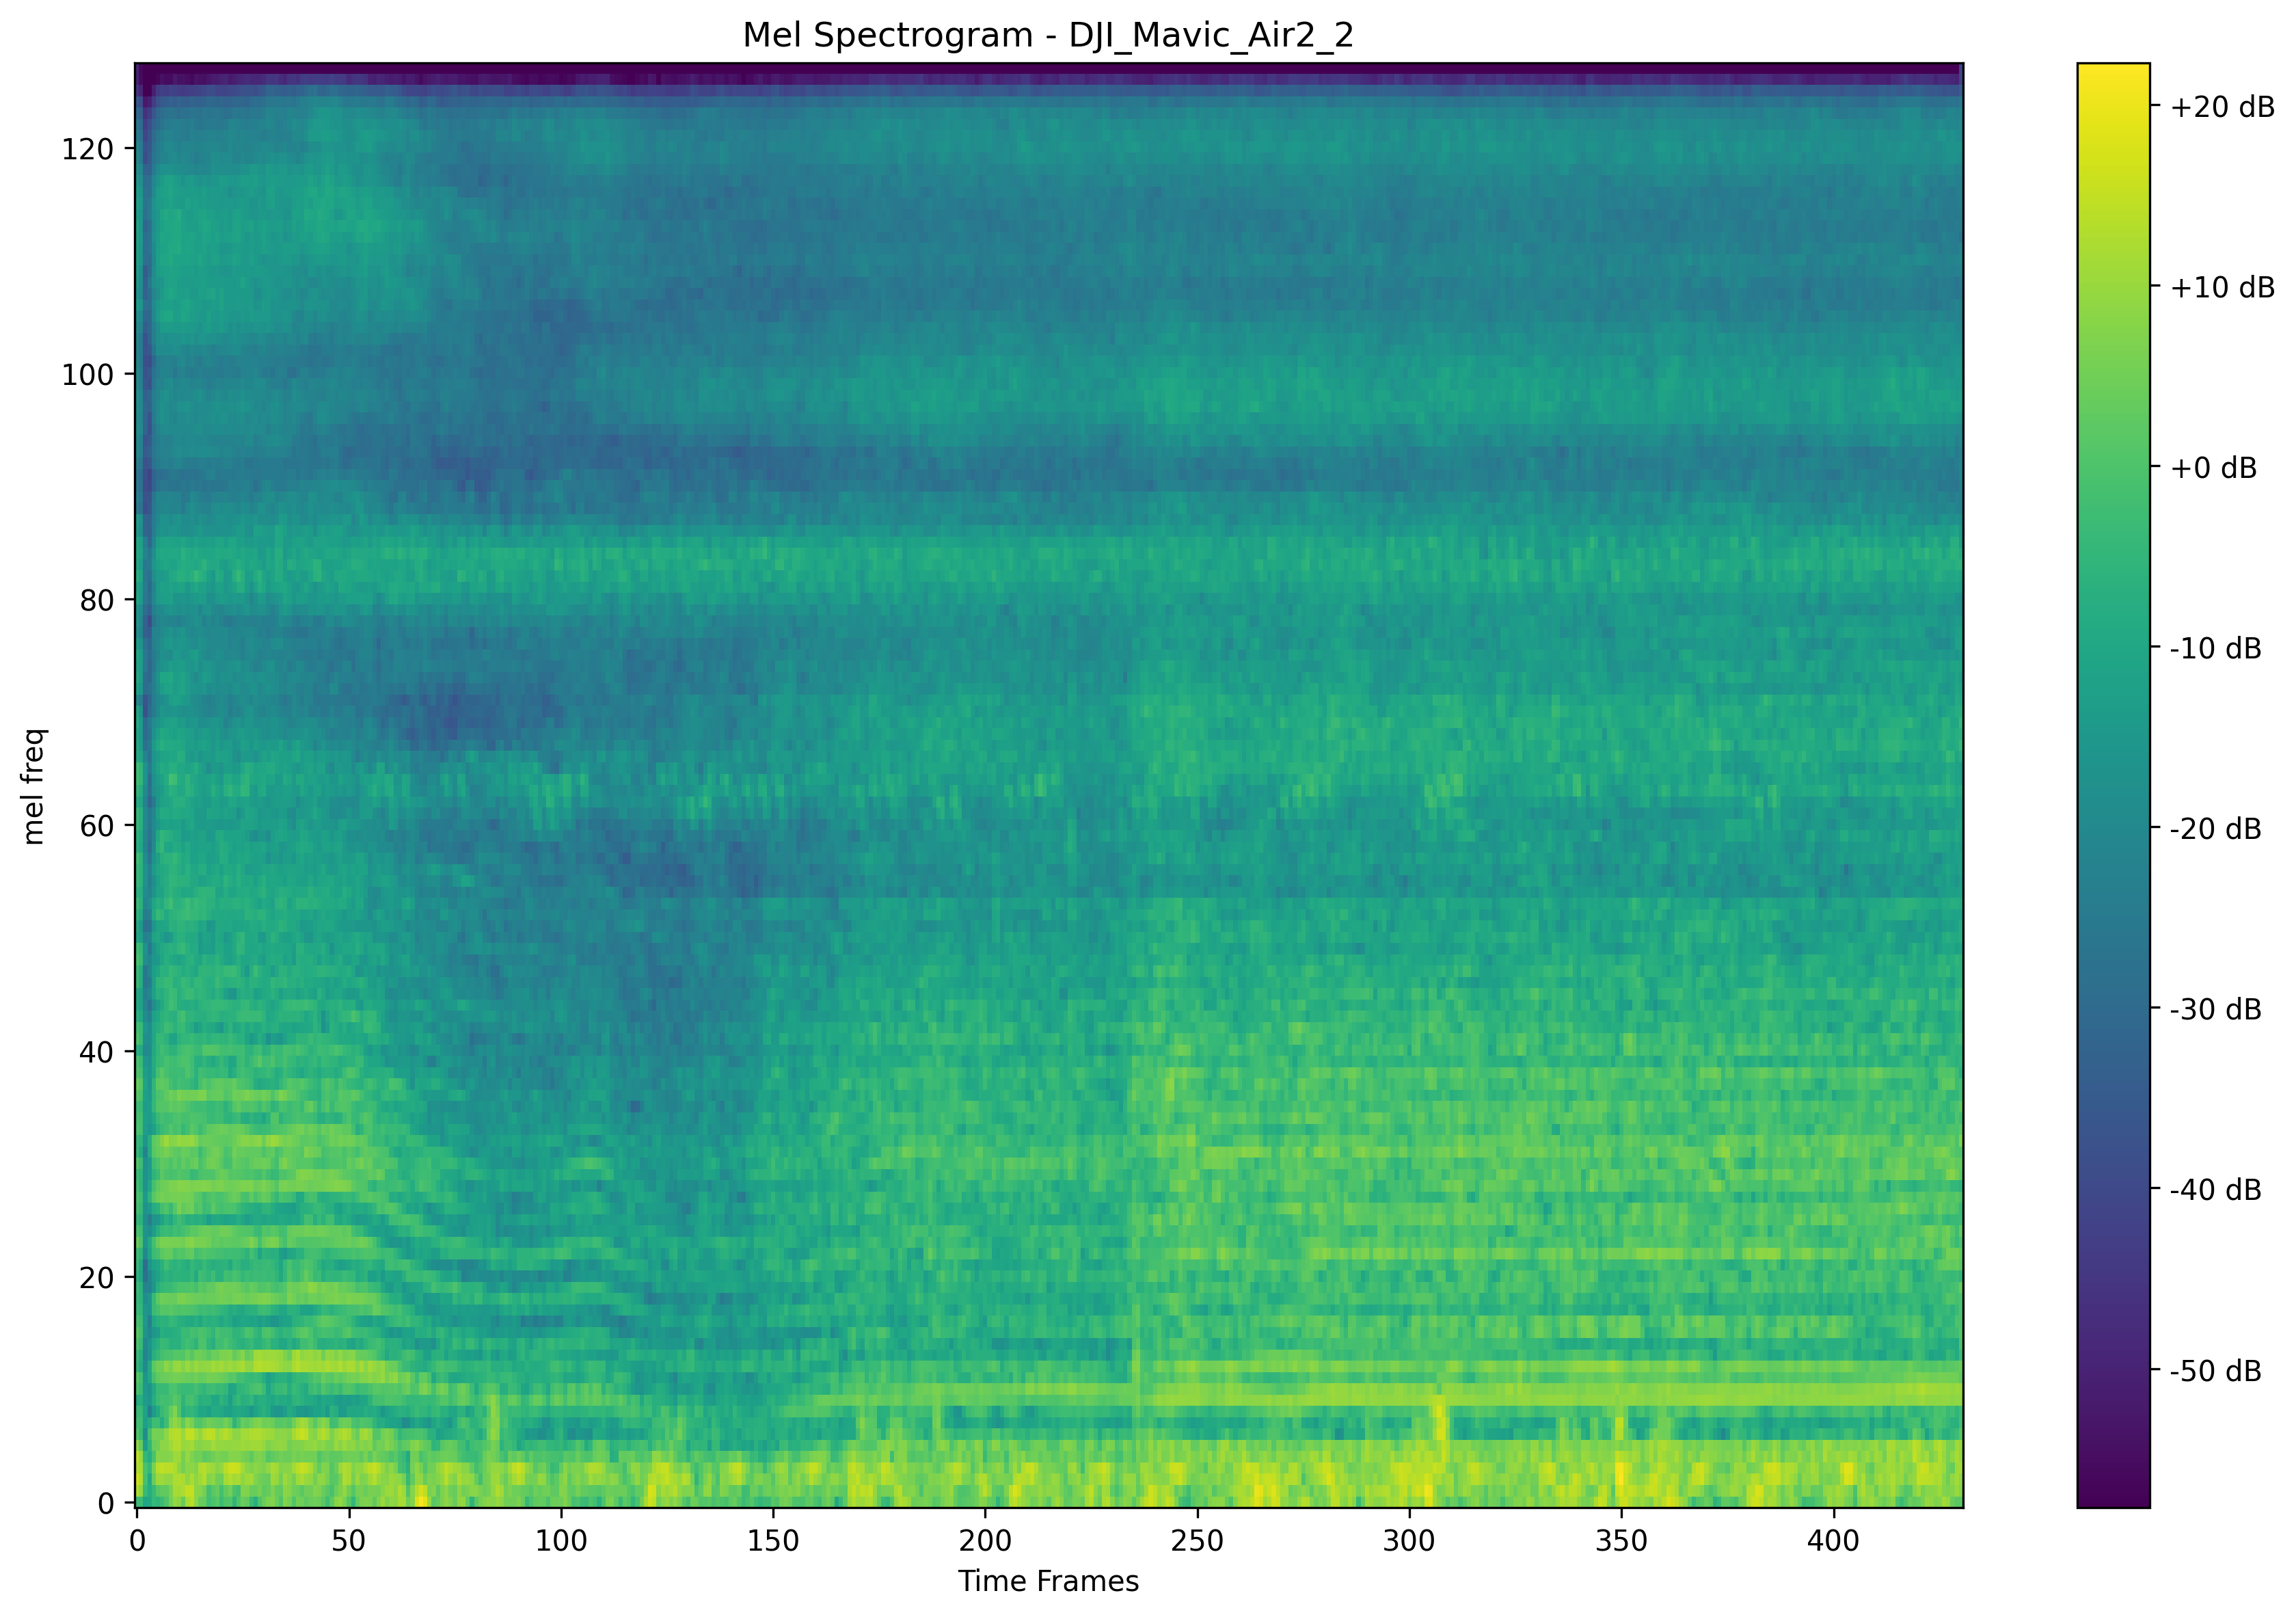 Mel Spectrogram - DJI_Mavic_Air2_2
mel freq
120
100
80
60
40
20
0
0 50 100 150 200 250 300 350 400
Time Frames
+20 dB
+10 dB
+0 dB
-10 dB
-20 dB
-30 dB
-40 dB
-50 dB